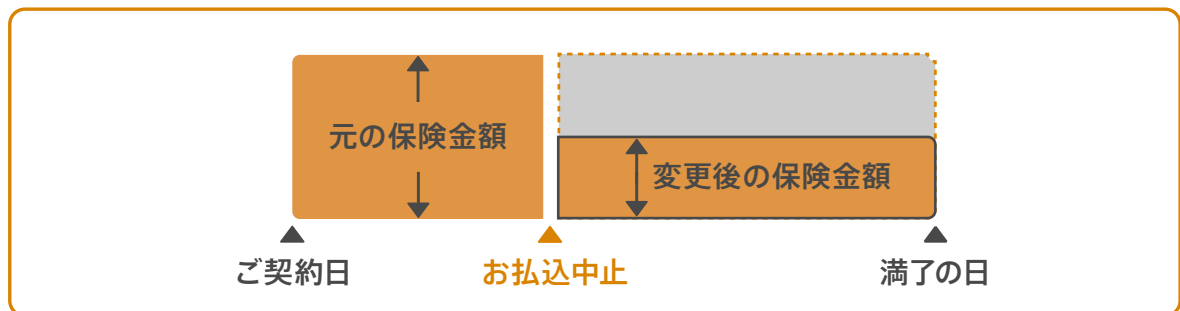 元の保険金額
変更後の保険金額
ご契約日
お払込中止
満了の日